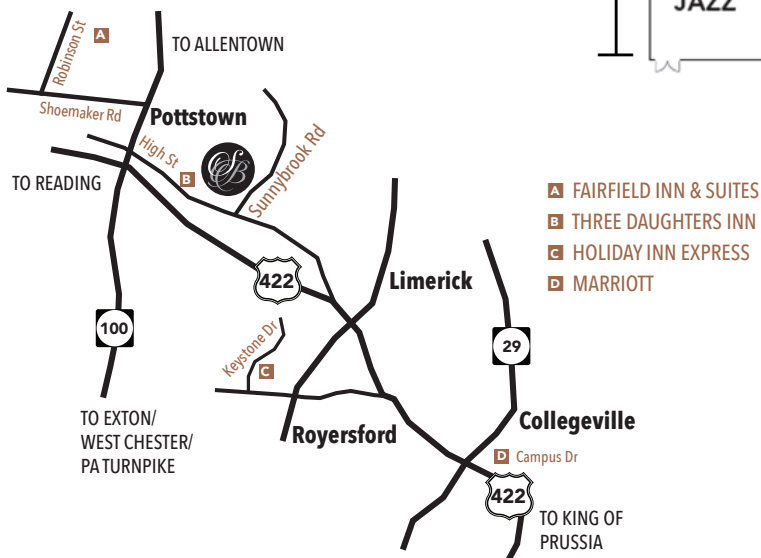 JAZZ
A
Robinson St
TO ALLENTOWN
Shoemaker Rd
Pottstown
High St
B
SCB
Sunnybrook Rd
TO READING
A FAIRFIELD INN & SUITES
B THREE DAUGHTERS INN
C HOLIDAY INN EXPRESS
D MARRIOTT
422
Limerick
100
29
Keystone Dr
C
TO EXTON/
WEST CHESTER/
PA TURNPIKE
Royersford
Collegeville
D Campus Dr
422
TO KING OF
PRUSSIA